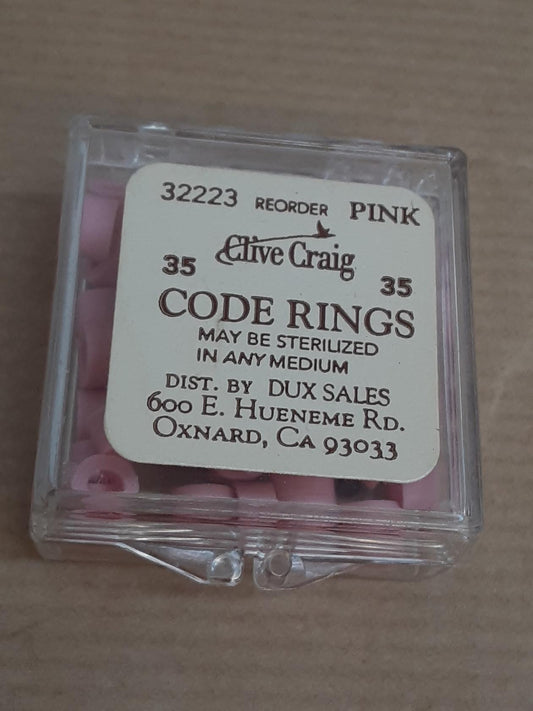 32223 REORDER PINK
Clive Craig
35 35
CODE RINGS
MAY BE STERILIZED
IN ANY MEDIUM
DIST. BY DUX SALES
600 E. HUENEME RD.
OXNARD, CA 93033